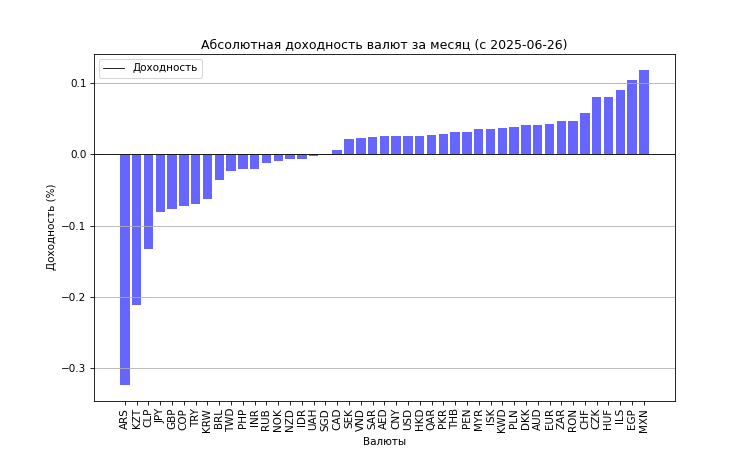 Абсолютная доходность валют за месяц (с 2025-06-26)
Доходность
0.1
0.0
−0.1
−0.2
−0.3
Доходность (%)
ARS KZT CLP JPY GBP COP TRY KRW BRL TWD PHP INR RUB NOK NZD IDR UAH SGD CAD SEK VND SAR AED CNY USD HKD QAR PKR THB PEN MYR ISK KWD PLN DKK AUD EUR ZAR RON CHF CZK HUF ILS EGP MXN
Валюты